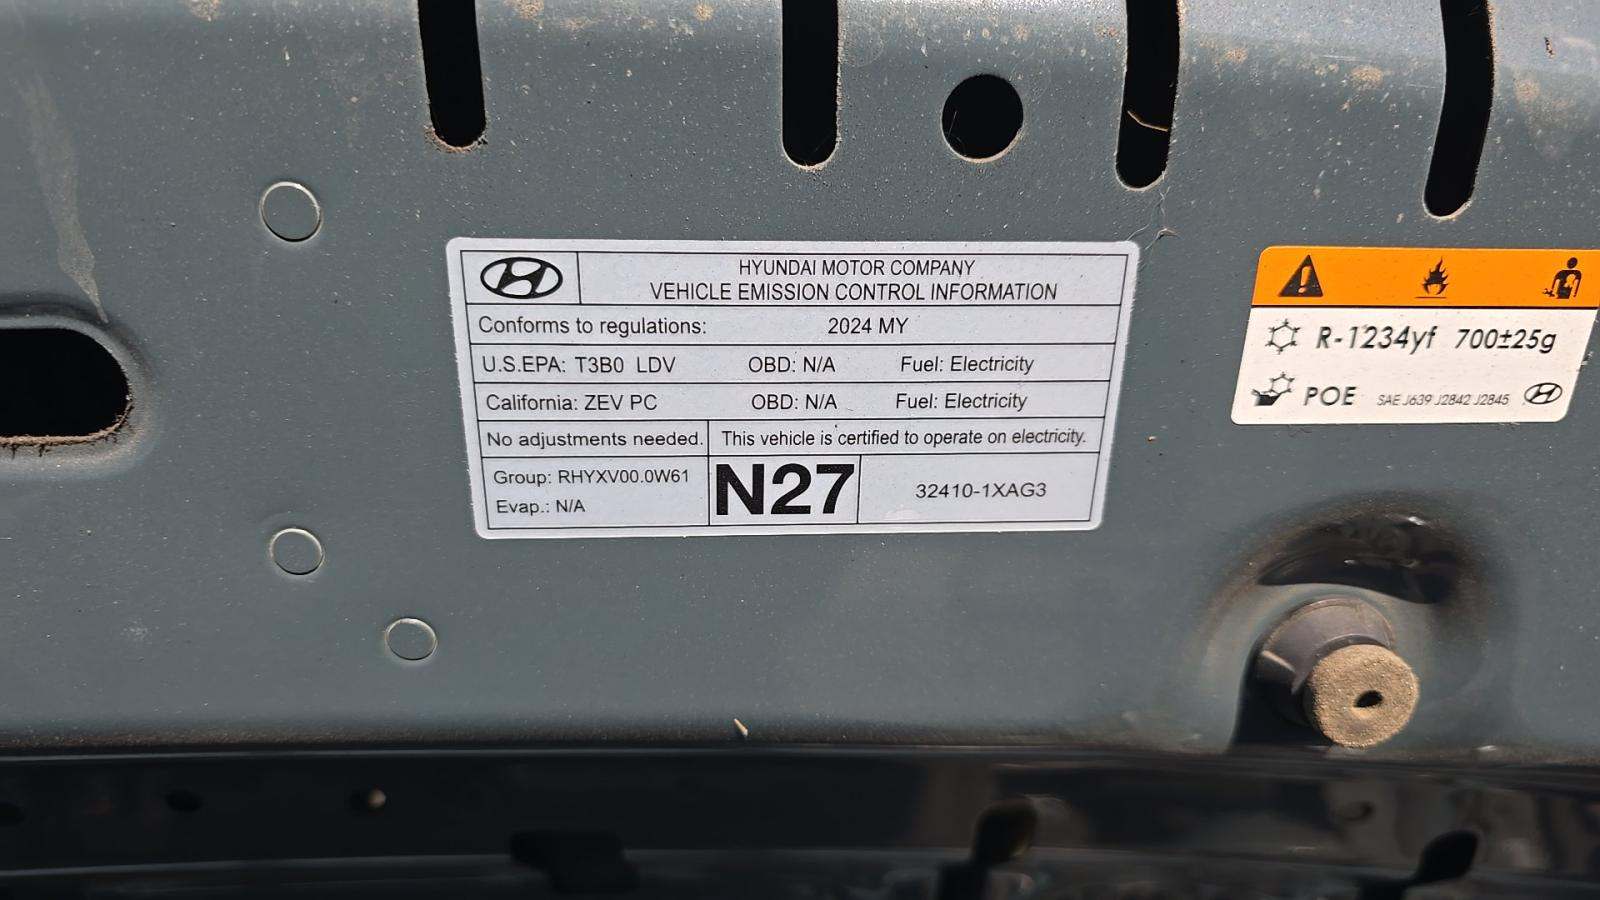 HYUNDAI MOTOR COMPANY
VEHICLE EMISSION CONTROL INFORMATION
Conforms to regulations: 2024 MY
U.S.EPA: T3B0 LDV OBD: N/A Fuel: Electricity
California: ZEV PC OBD: N/A Fuel: Electricity
No adjustments needed. This vehicle is certified to operate on electricity.
Group: RHYXV00.0W61
Evap.: N/A
N27
32410-1XAG3
R-1234yf 700±25g
POE SAE J639 J2842 J2845